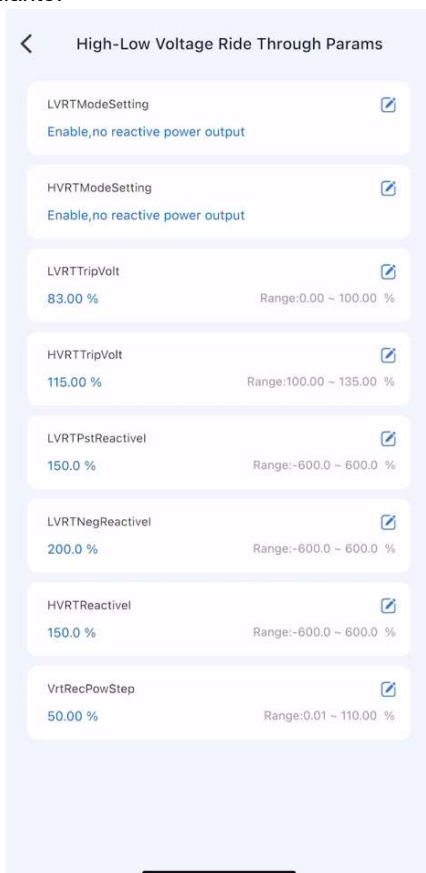 High-Low Voltage Ride Through Params
LVRTModeSetting
Enable,no reactive power output
HVRTModeSetting
Enable,no reactive power output
LVRTTripVolt
83.00 % Range:0.00 ~ 100.00 %
HVRTTripVolt
115.00 % Range:100.00 ~ 135.00 %
LVRTPstReactiveI
150.0 % Range:-600.0 ~ 600.0 %
LVRTNegReactiveI
200.0 % Range:-600.0 ~ 600.0 %
HVRTReactiveI
150.0 % Range:-600.0 ~ 600.0 %
VrtRecPowStep
50.00 % Range:0.01 ~ 110.00 %